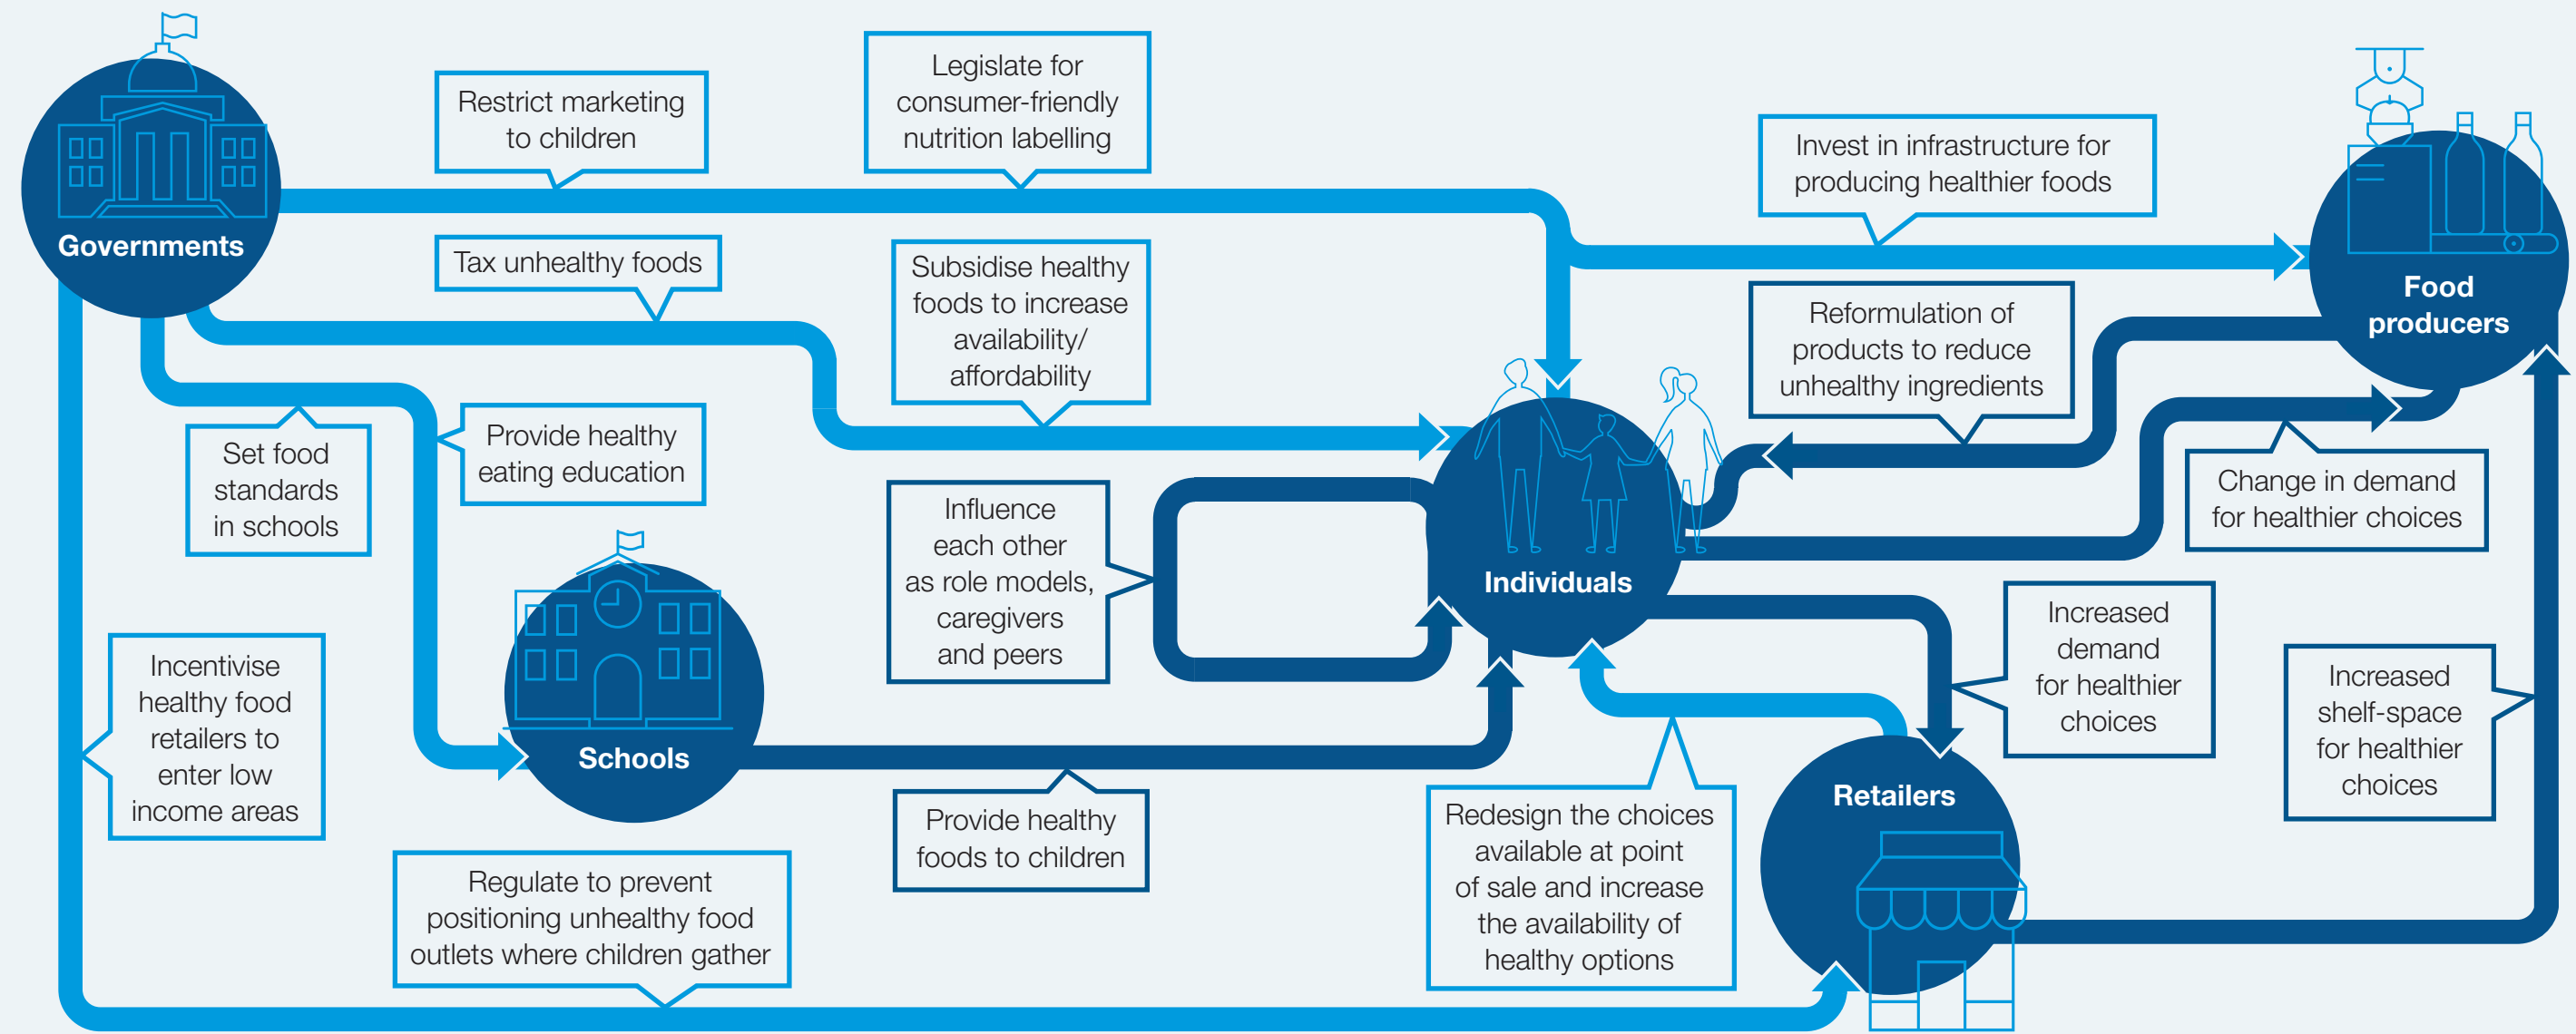 Governments
Restrict marketing
to children
Legislate for
consumer-friendly
nutrition labelling
Invest in infrastructure for
producing healthier foods
Food
producers
Tax unhealthy foods
Subsidise healthy
foods to increase
availability/
affordability
Reformulation of
products to reduce
unhealthy ingredients
Set food
standards
in schools
Provide healthy
eating education
Influence
each other
as role models,
caregivers
and peers
Individuals
Change in demand
for healthier choices
Incentivise
healthy food
retailers to
enter low
income areas
Schools
Increased
demand
for healthier
choices
Increased
shelf-space
for healthier
choices
Provide healthy
foods to children
Redesign the choices
available at point
of sale and increase
the availability of
healthy options
Retailers
Regulate to prevent
positioning unhealthy food
outlets where children gather